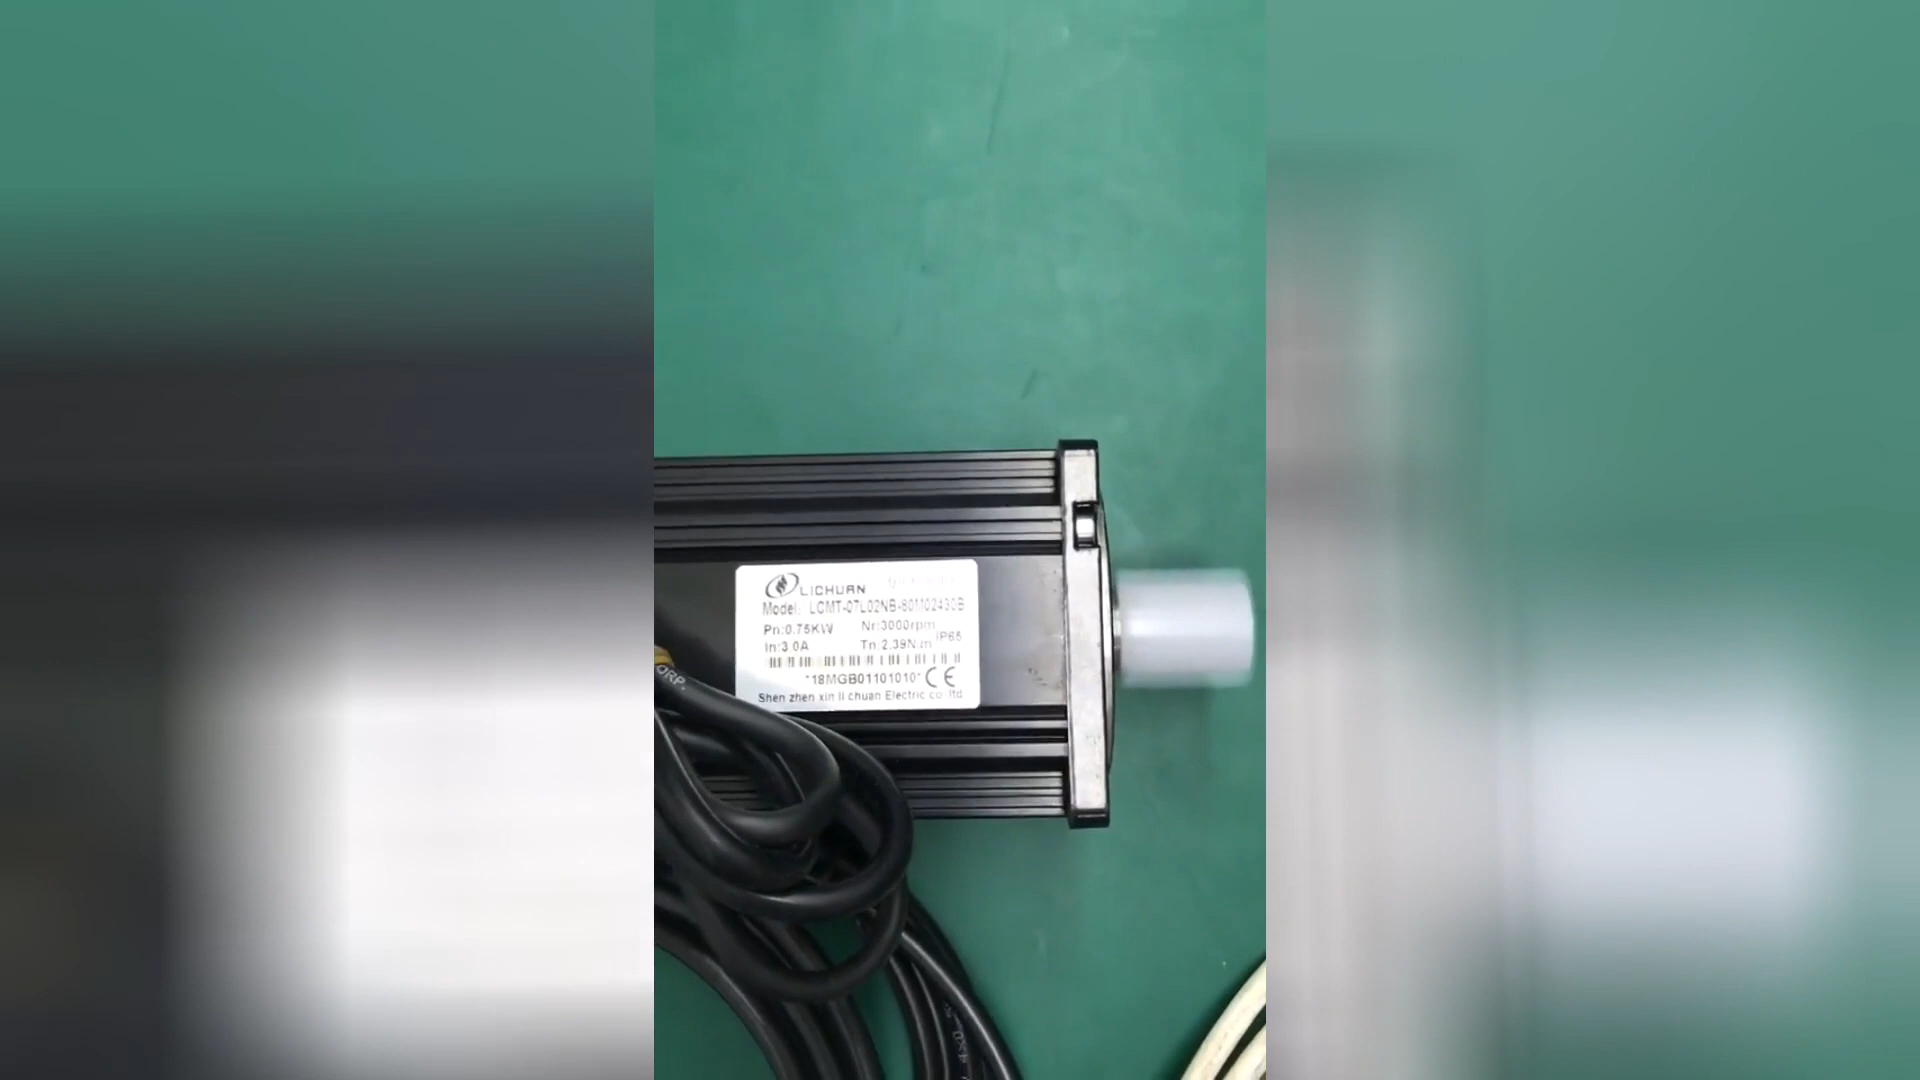 LICHUAN
Model: LCMT-07L02NB-80M02430B
Pn:0.75KW Nr:3000rpm
In:3.0A Tn:2.39N.m IP65
*18MGB01101010* CE
Shen zhen xin li chuan Electric co ltd
ORP.